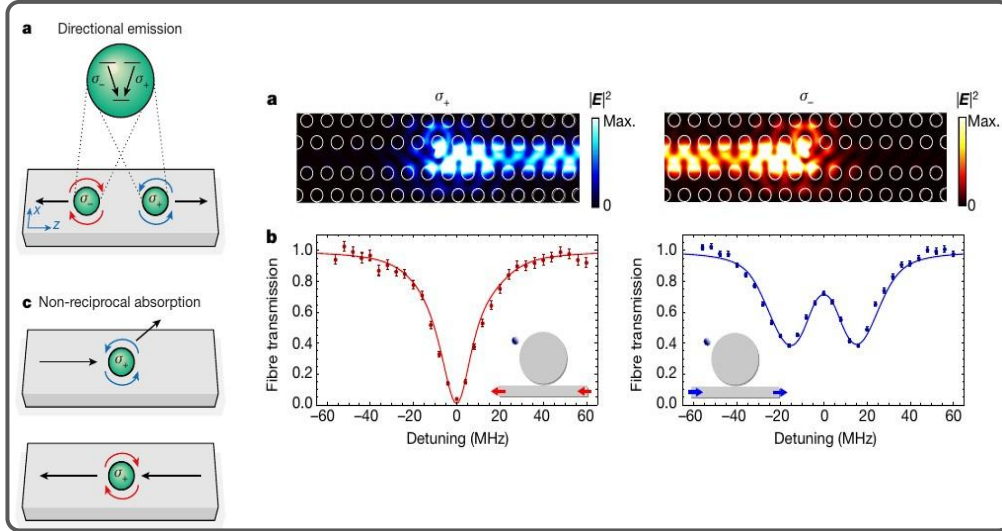 a Directional emission
σ− σ+
σ− σ+
x
z
c Non-reciprocal absorption
σ+
σ+
a σ+ |E|² σ− |E|²
Max. Max.
0 0
b
1.0
0.8
0.6
0.4
0.2
0.0
Fibre transmission
−60 −40 −20 0 20 40 60
Detuning (MHz)
1.0
0.8
0.6
0.4
0.2
0.0
Fibre transmission
−60 −40 −20 0 20 40 60
Detuning (MHz)